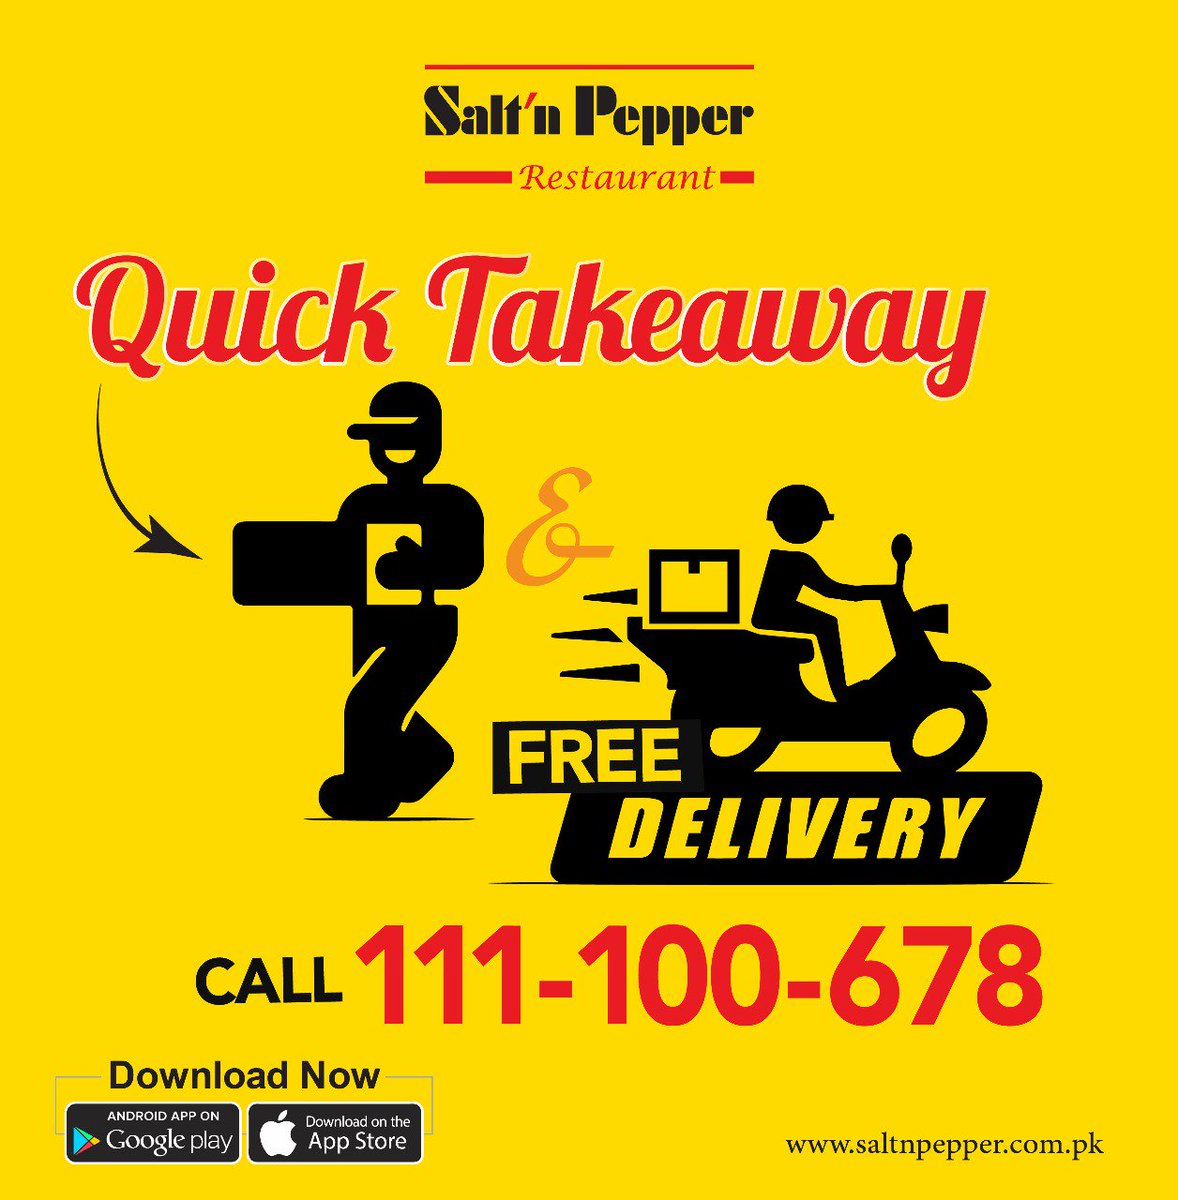 Salt'n Pepper
Restaurant
Quick Takeaway
&
FREE
DELIVERY
CALL 111-100-678
Download Now
ANDROID APP ON
Google play
Download on the
App Store
www.saltnpepper.com.pk